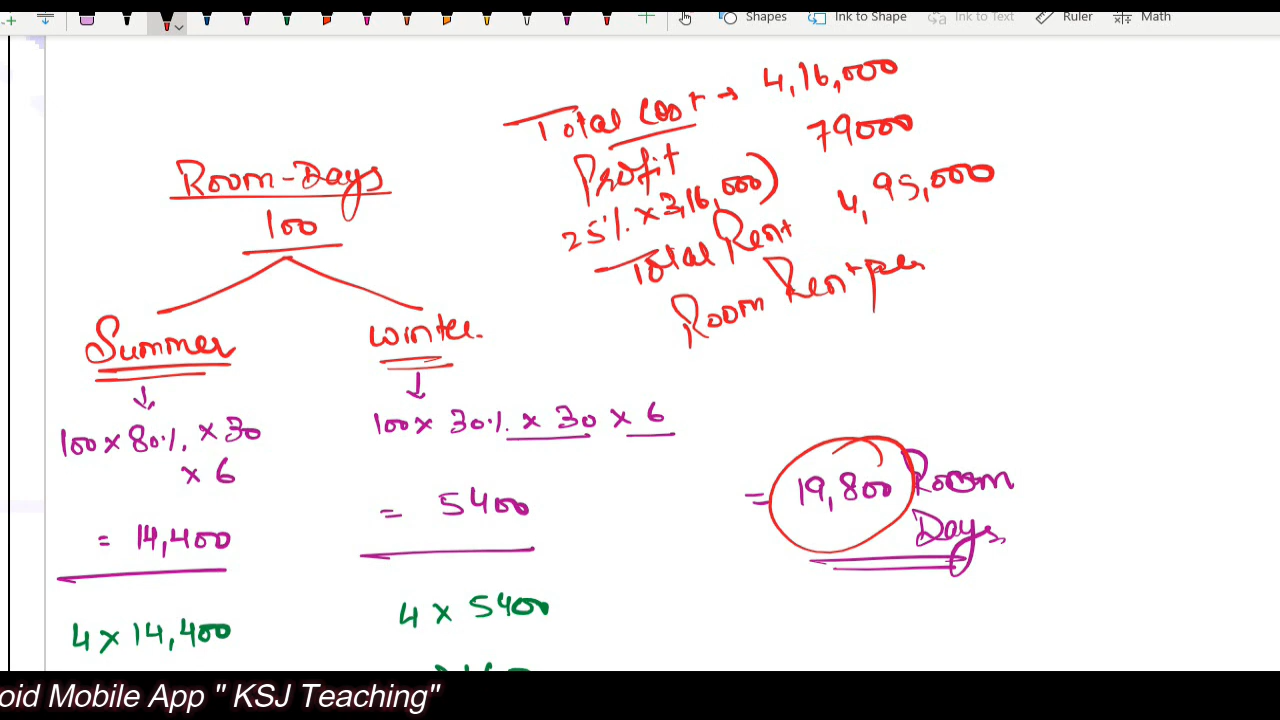 Shapes Ink to Shape Ink to Text Ruler Math
Total Cost → 4,16,000
Profit 79000
25% x 3,16,000)
Total Rent 4,95,000
Room Rent per
Room-Days
100
Summer
Winter
100 x 80% x 30
x 6
= 14,400
4 x 14,400
100 x 30% x 30 x 6
= 5400
4 x 5400
= 19,800 Room
Days
oid Mobile App " KSJ Teaching"